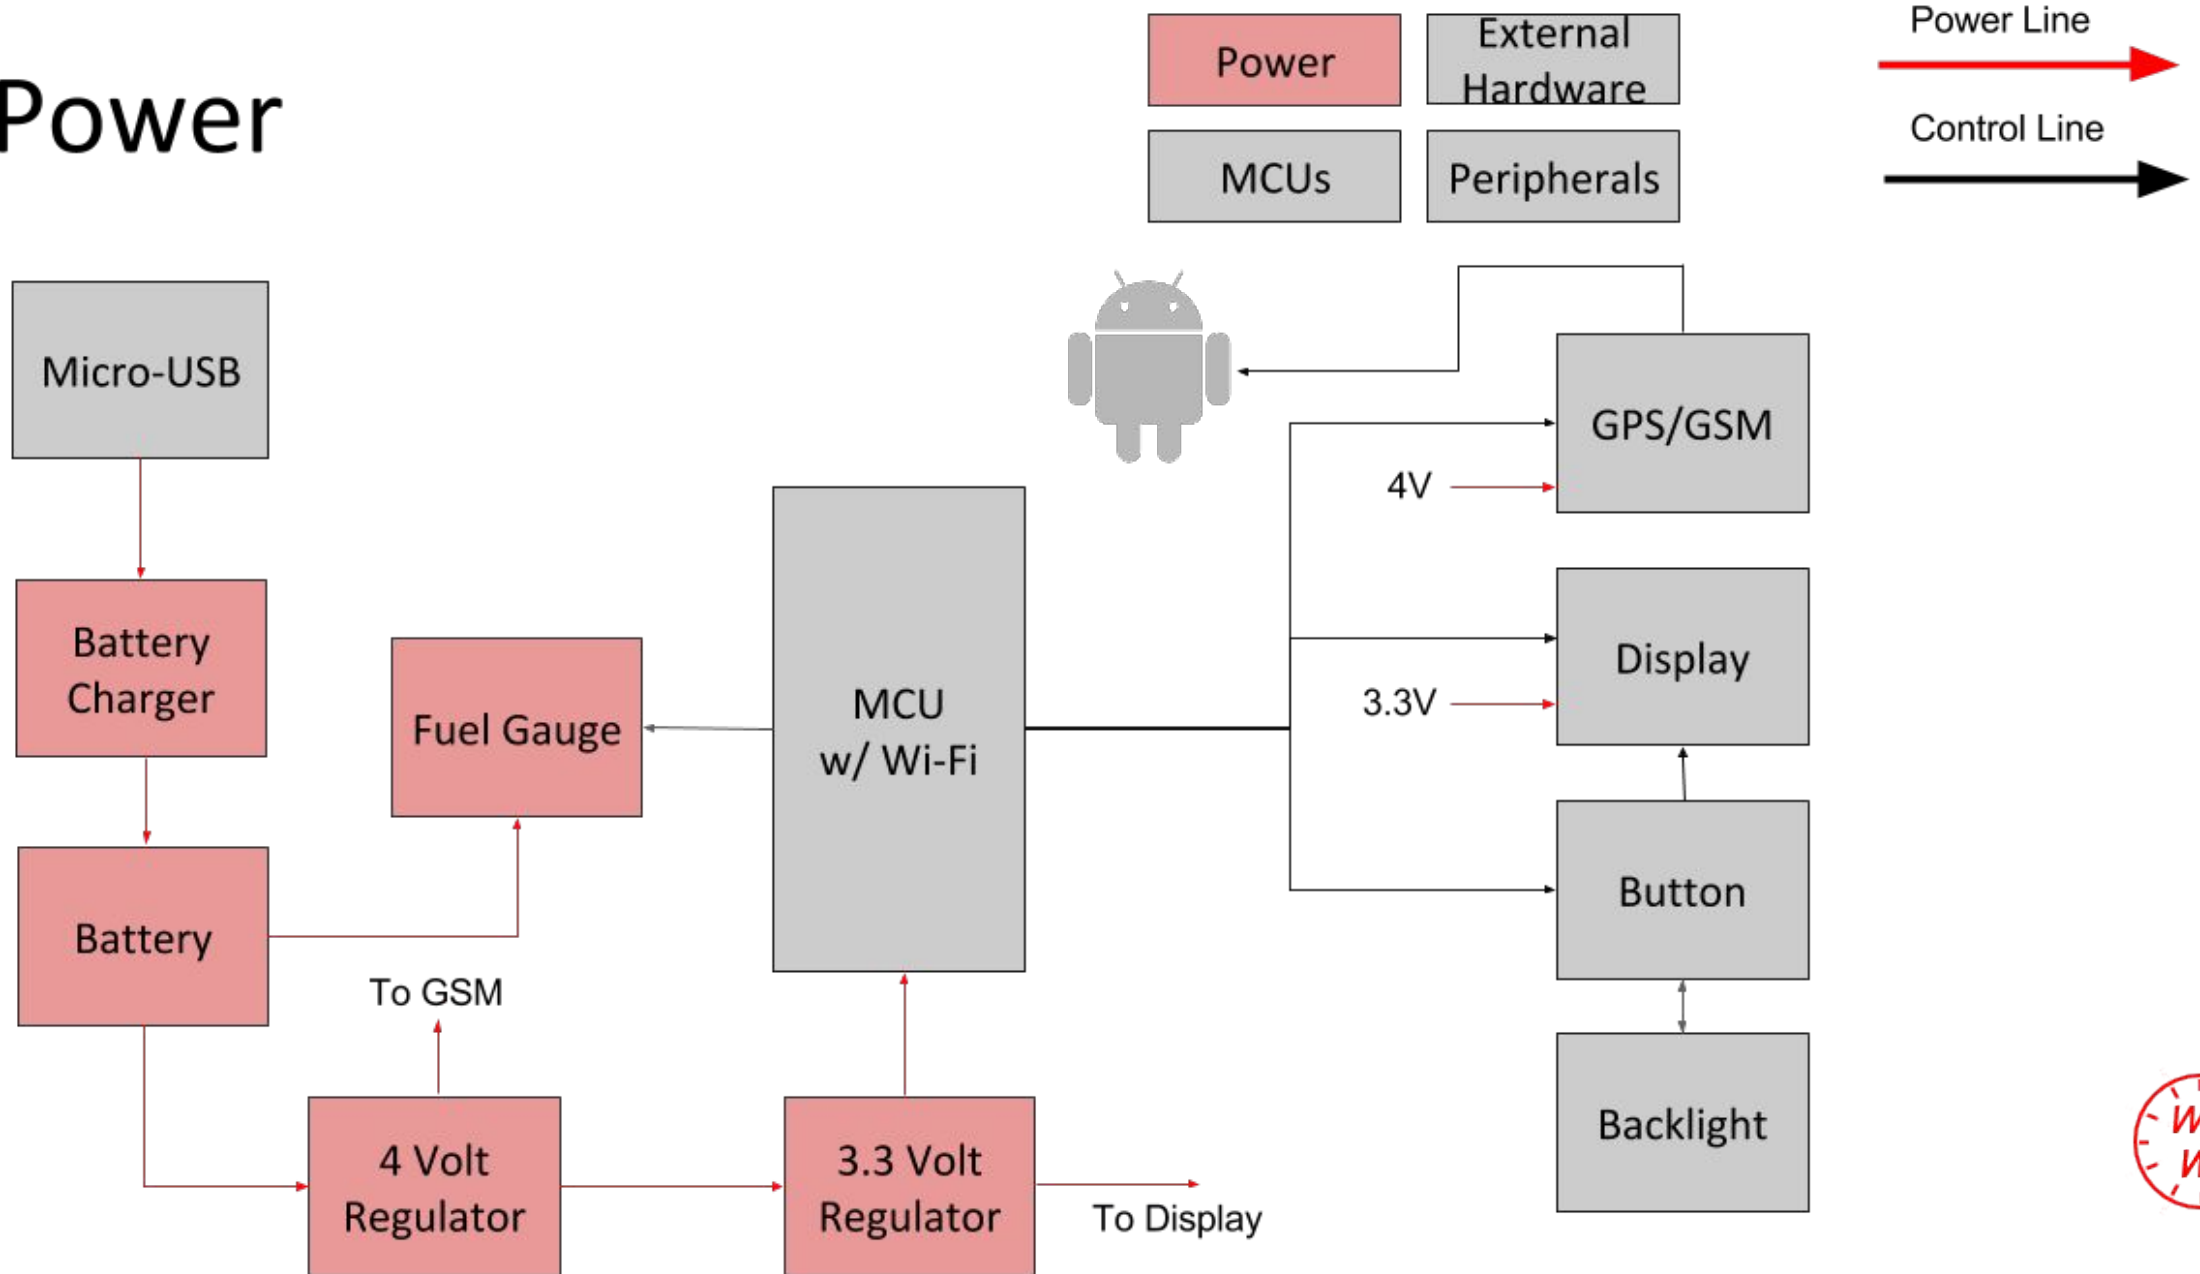 Power
Power
External
Hardware
MCUs
Peripherals
Power Line
Control Line
Micro-USB
Battery
Charger
Battery
Fuel Gauge
To GSM
4 Volt
Regulator
3.3 Volt
Regulator
To Display
MCU
w/ Wi-Fi
GPS/GSM
4V
Display
3.3V
Button
Backlight